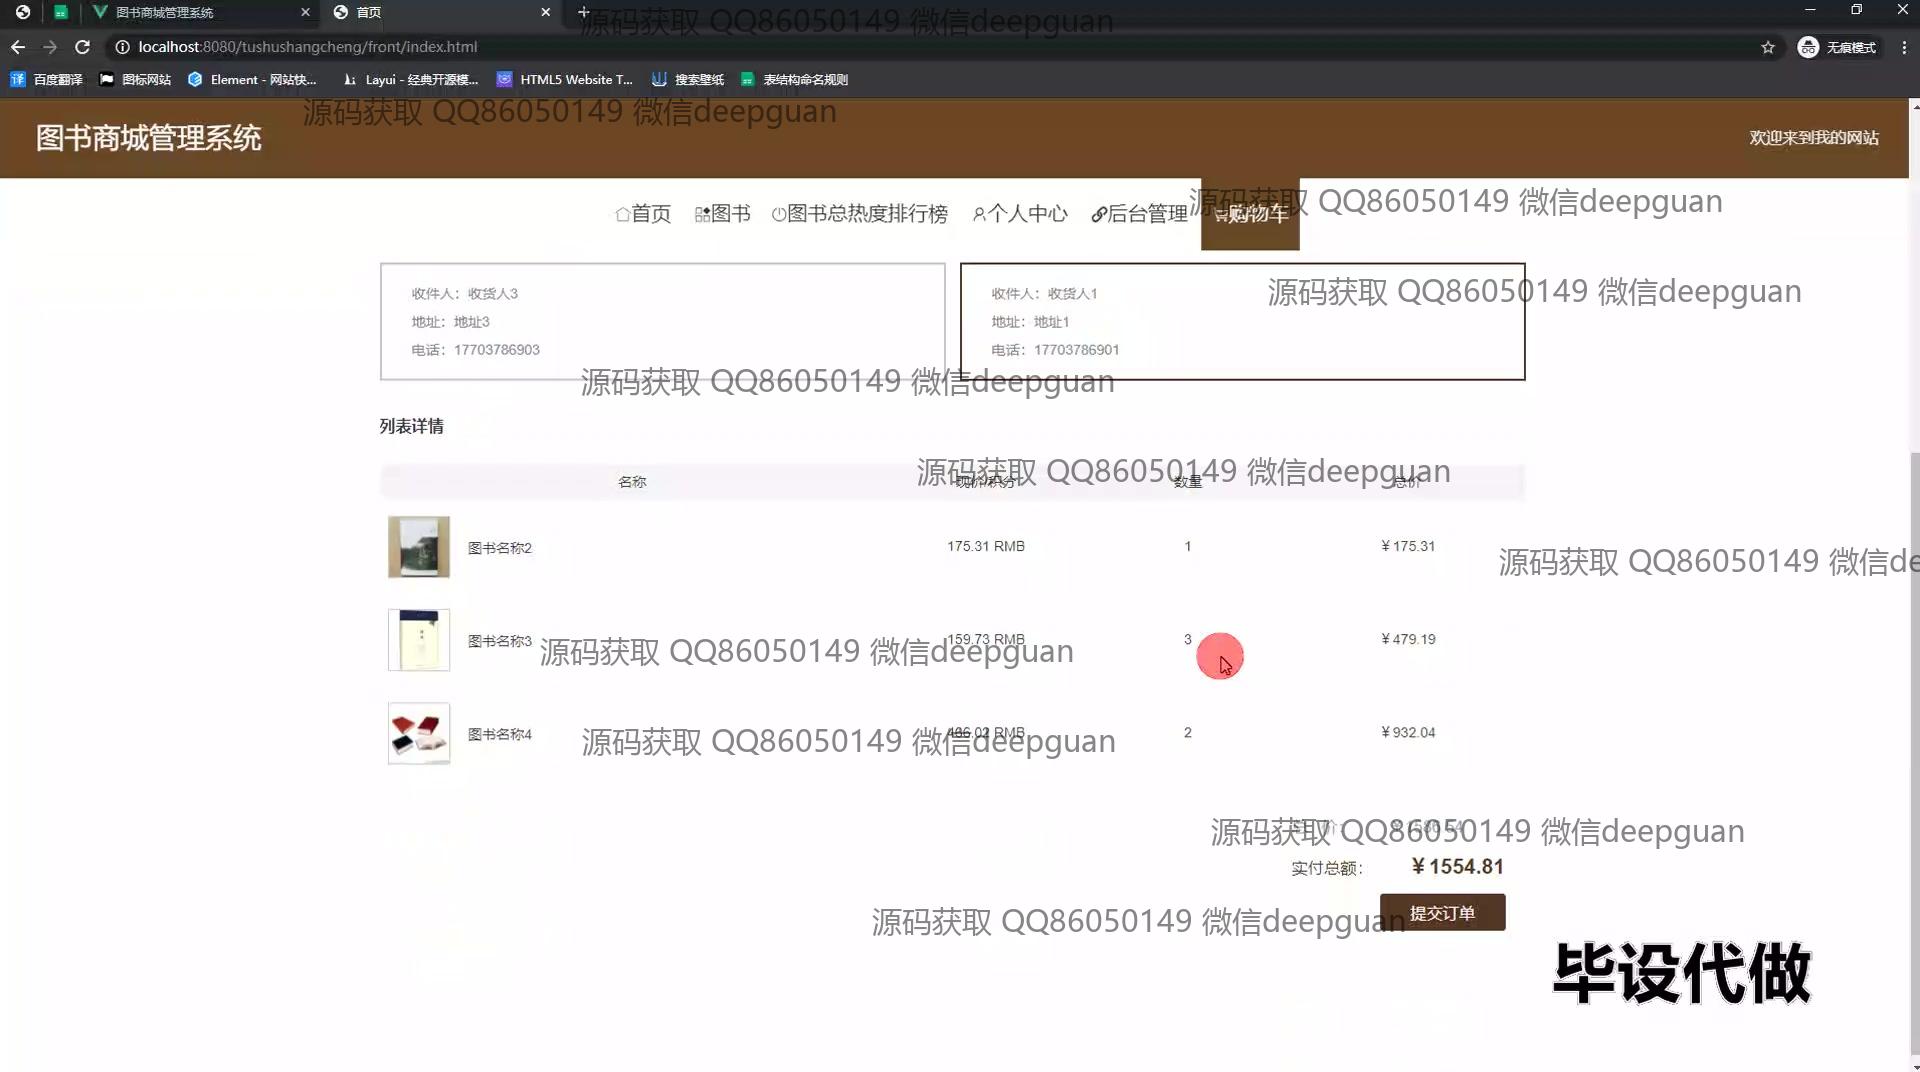 图书商城管理系统
首页
源码获取 QQ86050149 微信deepguan
localhost:8080/tushushangcheng/front/index.html
无痕模式
百度翻译
图标网站
Element - 网站快...
Layui - 经典开源模...
HTML5 Website T...
搜索壁纸
表结构命名规则
源码获取 QQ86050149 微信deepguan
图书商城管理系统
欢迎来到我的网站
首页
图书
图书总热度排行榜
个人中心
后台管理
购物车
源码获取 QQ86050149 微信deepguan
收件人：收货人3
地址：地址3
电话：17703786903
收件人：收货人1
地址：地址1
电话：17703786901
源码获取 QQ86050149 微信deepguan
源码获取 QQ86050149 微信deepguan
列表详情
名称
现价/积分
数量
总价
源码获取 QQ86050149 微信deepguan
图书名称2
175.31 RMB
1
¥ 175.31
源码获取 QQ86050149 微信de
图书名称3
159.73 RMB
3
¥ 479.19
源码获取 QQ86050149 微信deepguan
图书名称4
466.02 RMB
2
¥ 932.04
源码获取 QQ86050149 微信deepguan
源码获取 QQ86050149 微信deepguan
实付总额：
¥ 1554.81
源码获取 QQ86050149 微信deepguan
提交订单
毕设代做